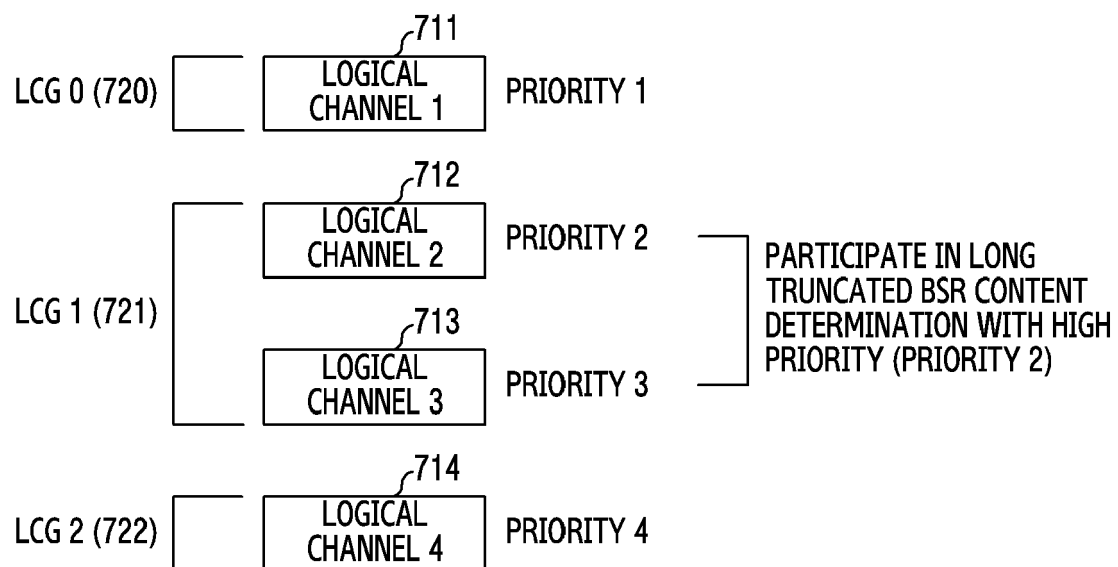 711
LCG 0 (720)
LOGICAL
CHANNEL 1
PRIORITY 1
712
LOGICAL
CHANNEL 2
PRIORITY 2
LCG 1 (721)
713
LOGICAL
CHANNEL 3
PRIORITY 3
PARTICIPATE IN LONG
TRUNCATED BSR CONTENT
DETERMINATION WITH HIGH
PRIORITY (PRIORITY 2)
714
LCG 2 (722)
LOGICAL
CHANNEL 4
PRIORITY 4